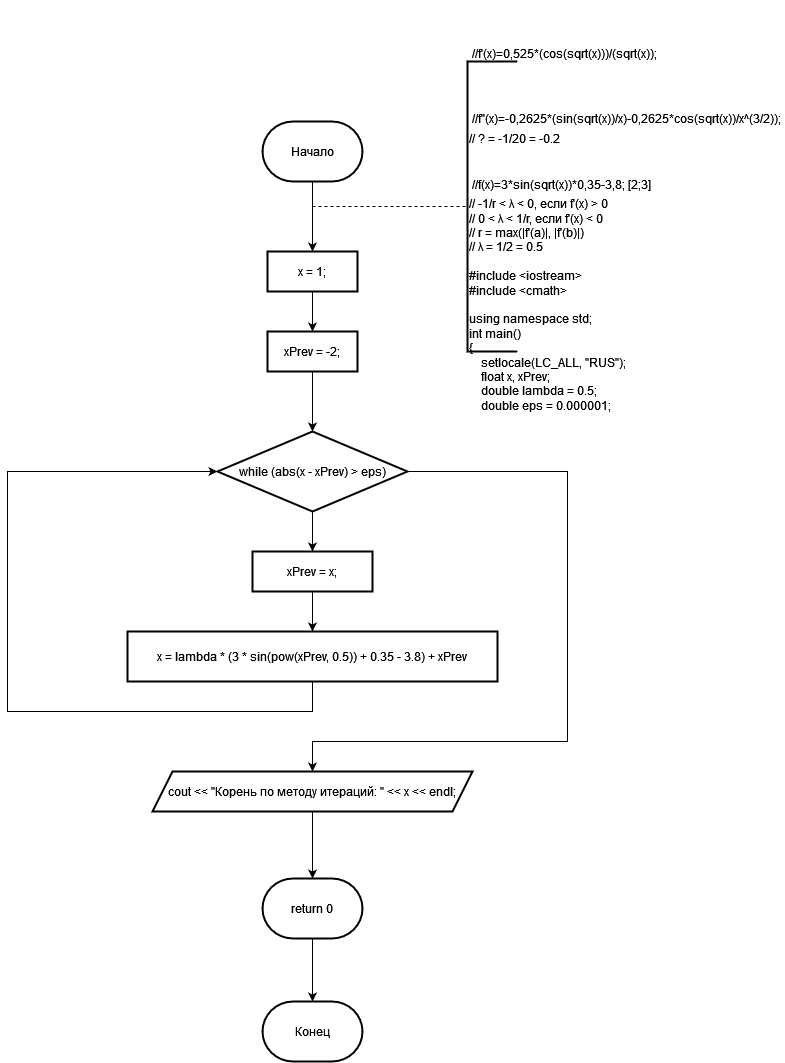 //f'(x)=0,525*(cos(sqrt(x)))/(sqrt(x));
//f''(x)=-0,2625*(sin(sqrt(x))/x)-0,2625*cos(sqrt(x))/x^(3/2));
// ? = -1/20 = -0.2
//f(x)=3*sin(sqrt(x))*0,35-3,8; [2;3]
// -1/r < λ < 0, если f'(x) > 0
// 0 < λ < 1/r, если f'(x) < 0
// r = max(|f'(a)|, |f'(b)|)
// λ = 1/2 = 0.5
#include <iostream>
#include <cmath>
using namespace std;
int main()
{
setlocale(LC_ALL, "RUS");
float x, xPrev;
double lambda = 0.5;
double eps = 0.000001;
Начало
x = 1;
xPrev = -2;
while (abs(x - xPrev) > eps)
xPrev = x;
x = lambda * (3 * sin(pow(xPrev, 0.5)) + 0.35 - 3.8) + xPrev
cout << "Корень по методу итераций: " << x << endl;
return 0
Конец